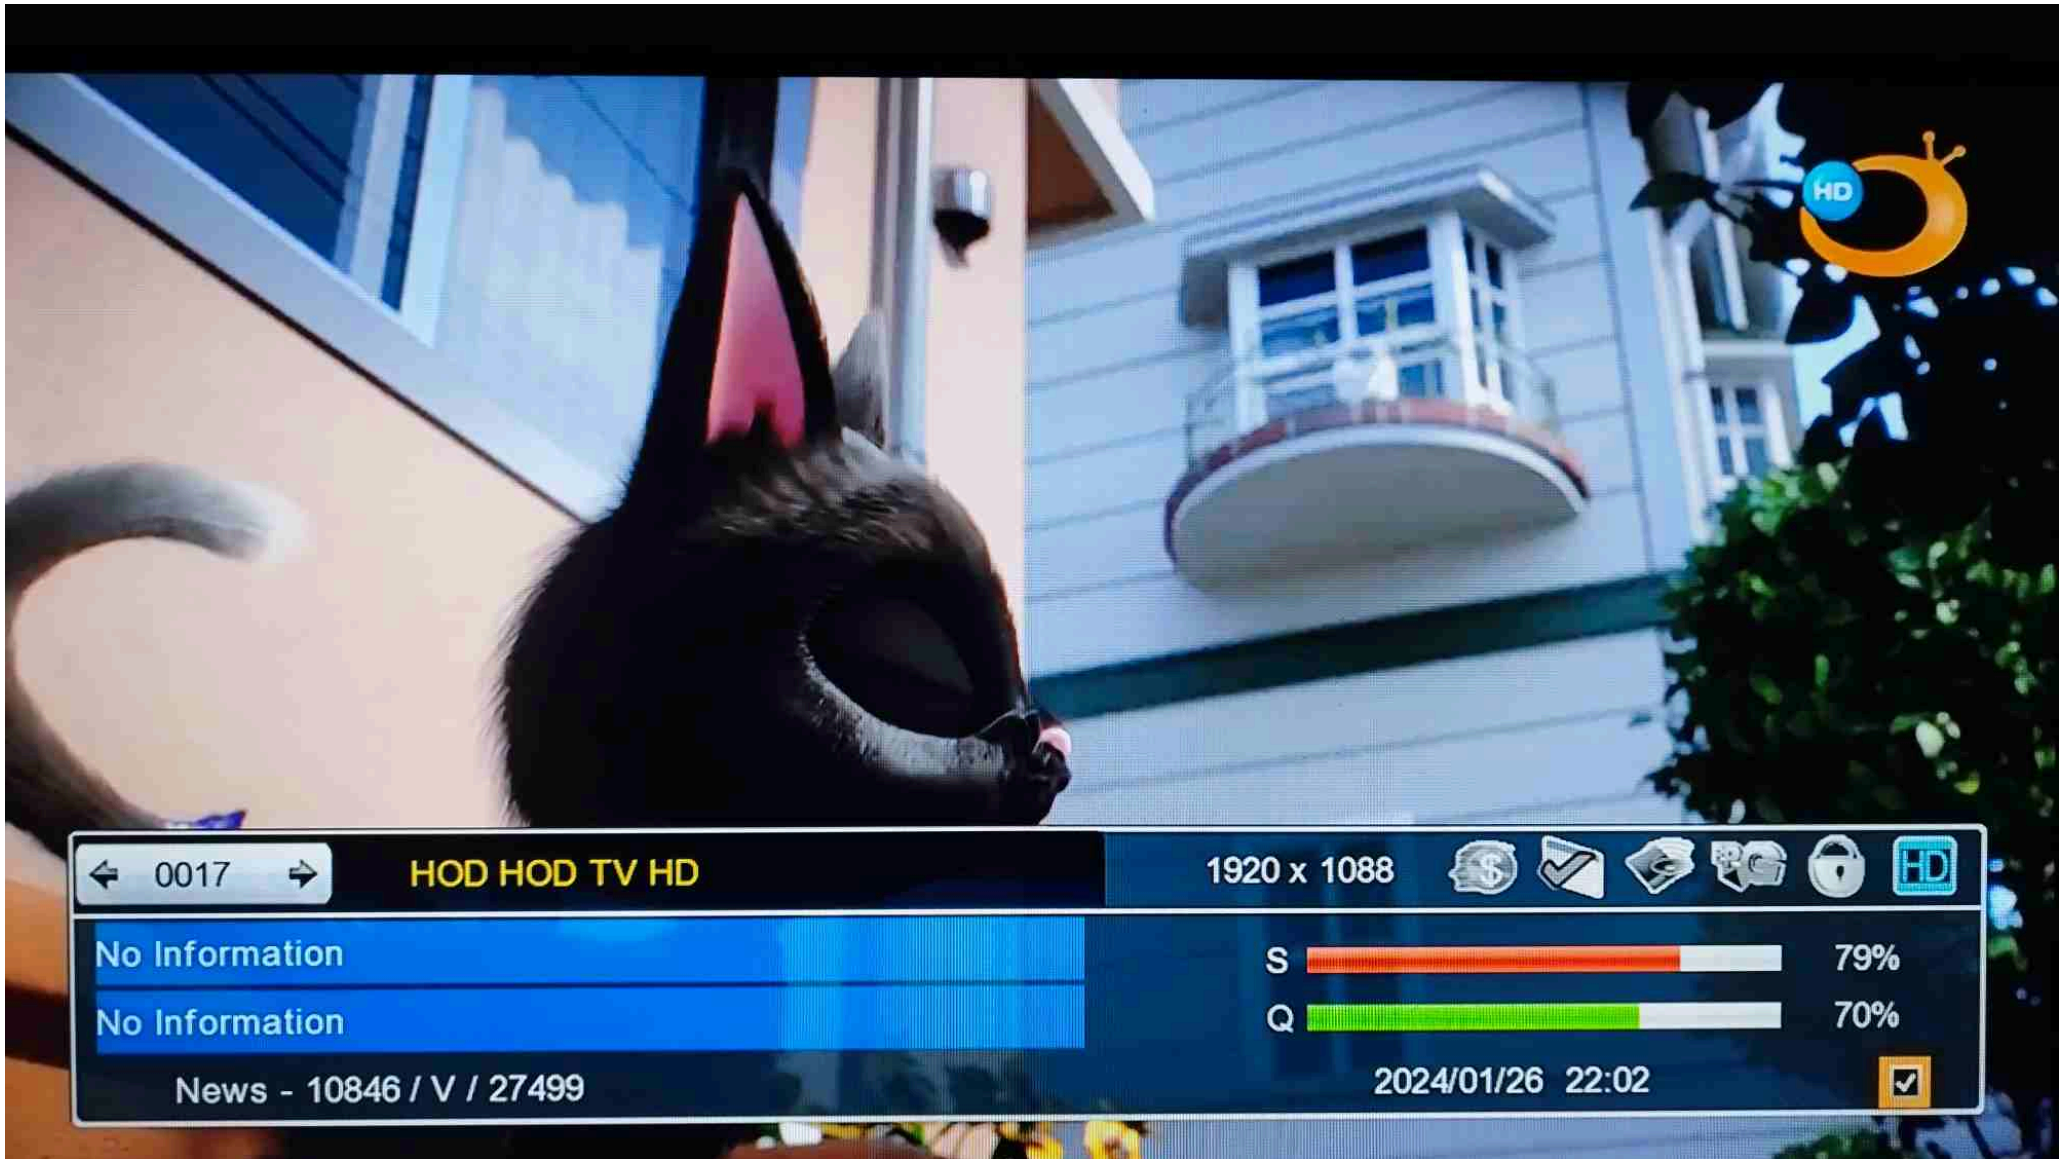 HD
0017
HOD HOD TV HD
1920 x 1088
$
HD
No Information
S
79%
No Information
Q
70%
News - 10846 / V / 27499
2024/01/26 22:02